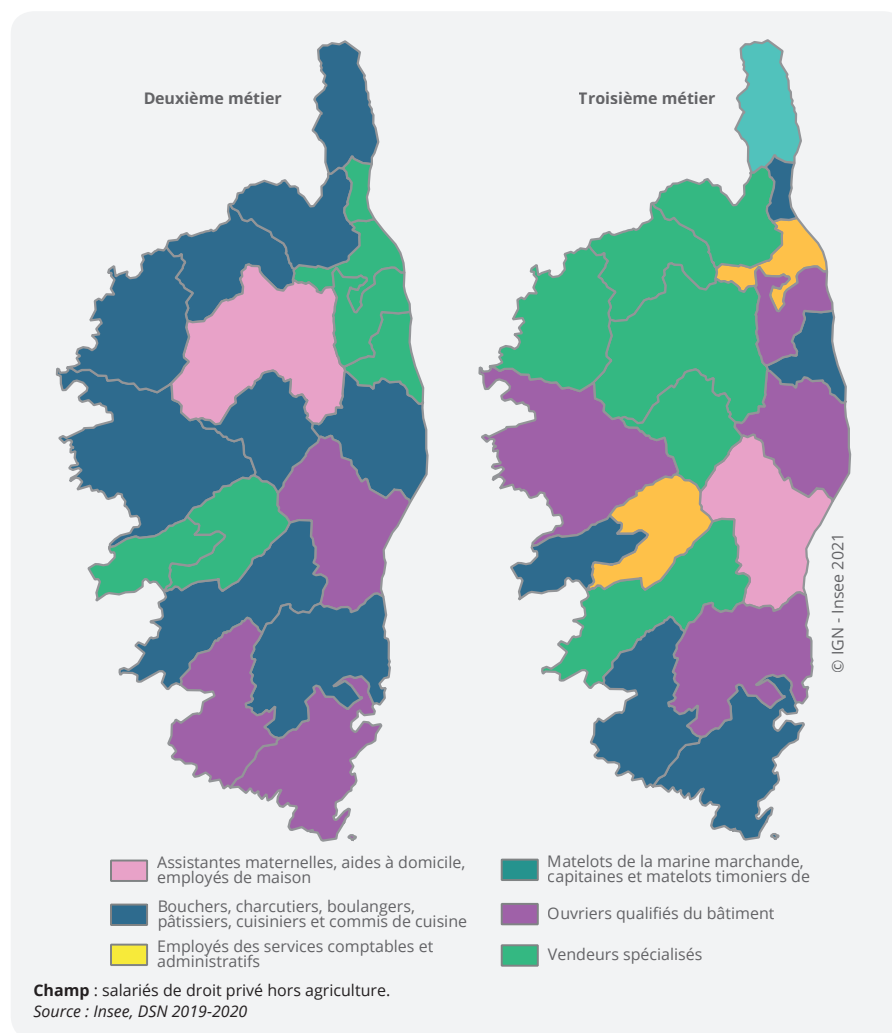 Deuxième métier
Troisième métier
© IGN - Insee 2021
Assistantes maternelles, aides à domicile,
employés de maison
Bouchers, charcutiers, boulangers,
pâtissiers, cuisiniers et commis de cuisine
Employés des services comptables et
administratifs
Matelots de la marine marchande,
capitaines et matelots timoniers de
Ouvriers qualifiés du bâtiment
Vendeurs spécialisés
Champ : salariés de droit privé hors agriculture.
Source : Insee, DSN 2019-2020